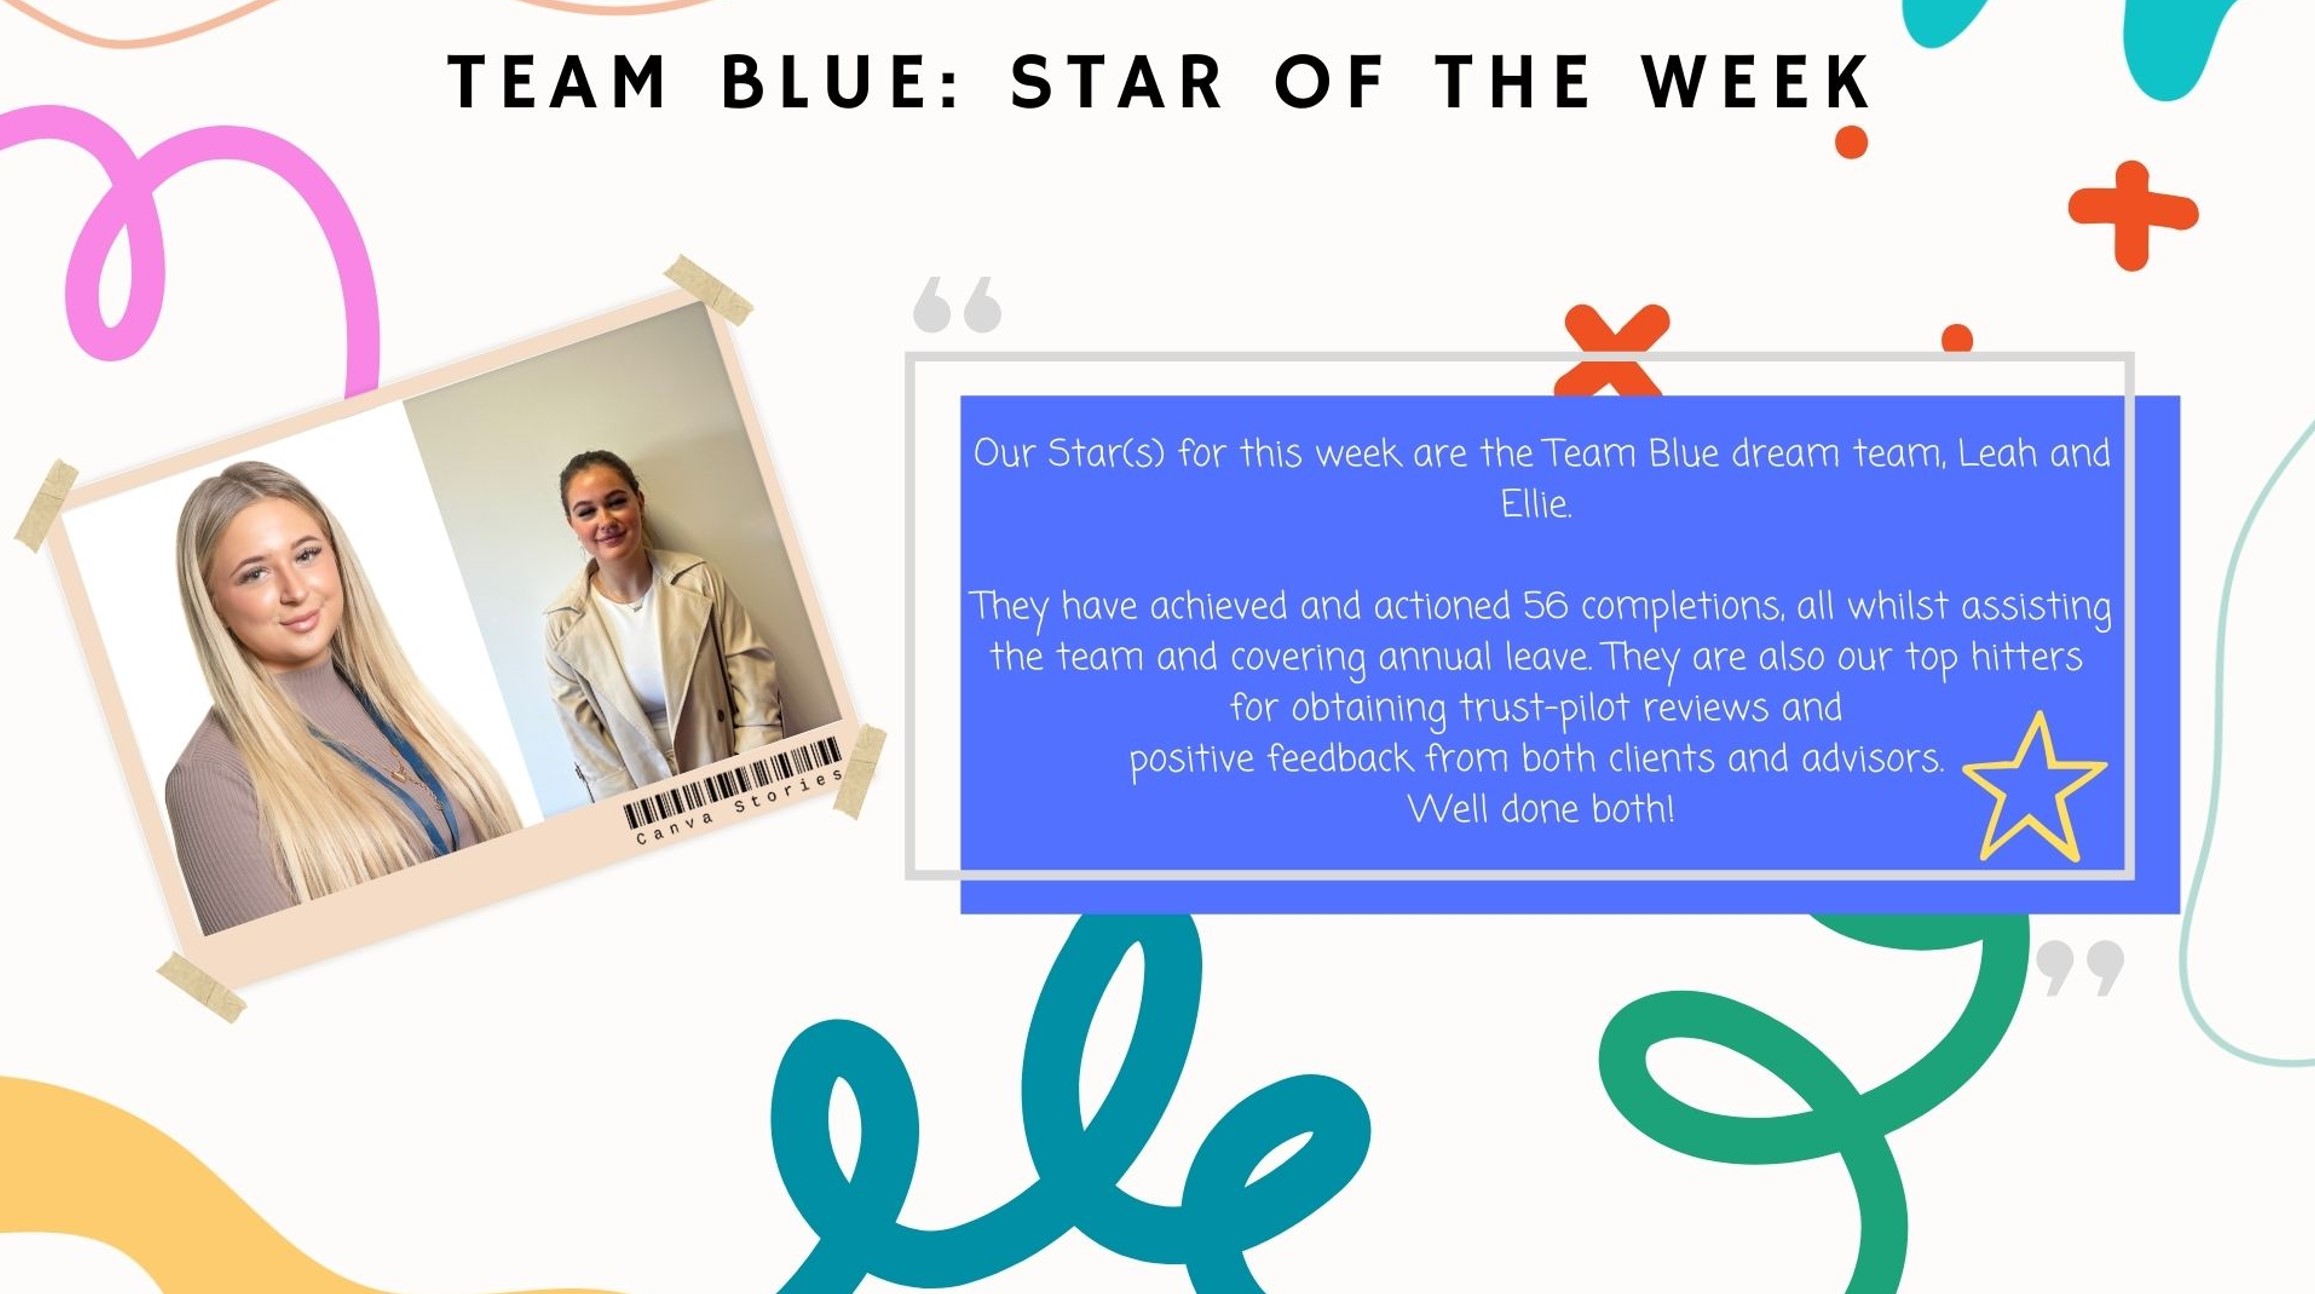 TEAM BLUE: STAR OF THE WEEK
Our Star(s) for this week are the Team Blue dream team, Leah and
Ellie.
They have achieved and actioned 56 completions, all whilst assisting
the team and covering annual leave. They are also our top hitters
for obtaining trust-pilot reviews and
positive feedback from both clients and advisors.
Well done both!
Canva Stories